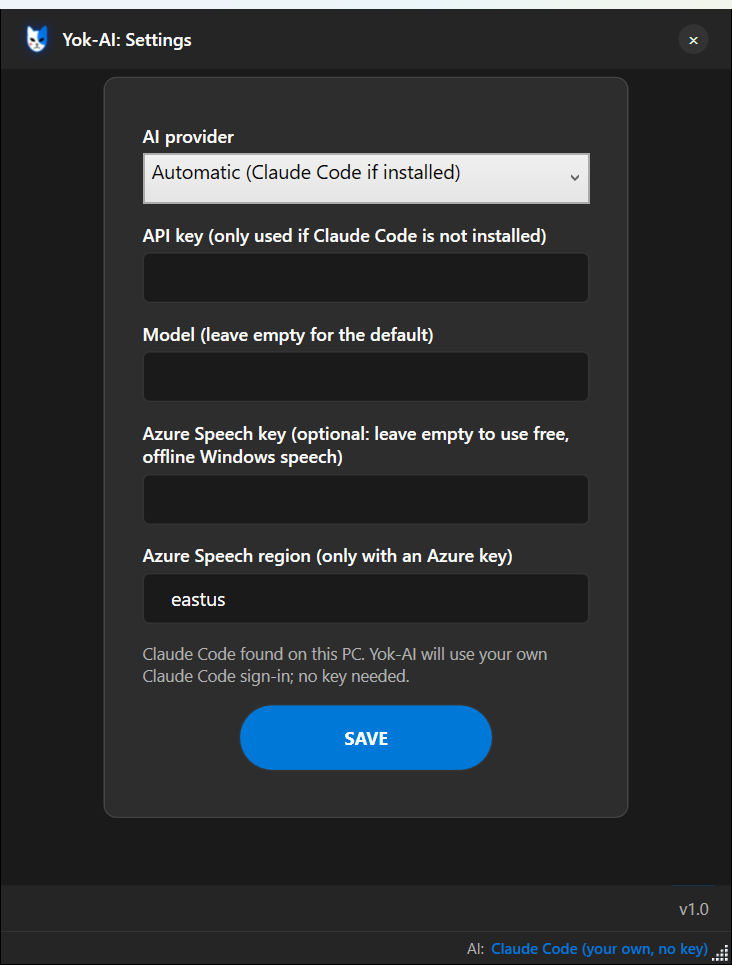 Yok-AI: Settings
×
AI provider
Automatic (Claude Code if installed)
API key (only used if Claude Code is not installed)
Model (leave empty for the default)
Azure Speech key (optional: leave empty to use free,
offline Windows speech)
Azure Speech region (only with an Azure key)
eastus
Claude Code found on this PC. Yok-AI will use your own
Claude Code sign-in; no key needed.
SAVE
v1.0
AI: Claude Code (your own, no key)